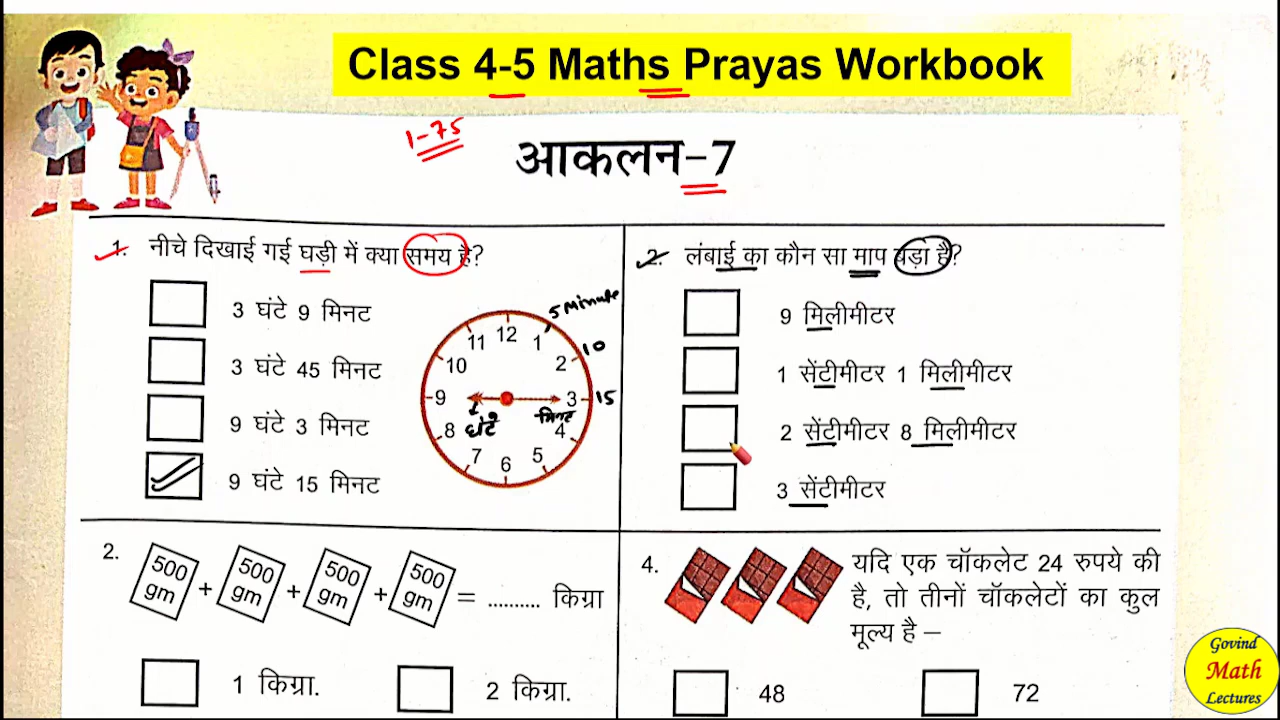 Class 4-5 Maths Prayas Workbook
1-75
आकलन-7
1. नीचे दिखाई गई घड़ी में क्या समय है?
3 घंटे 9 मिनट
3 घंटे 45 मिनट
9 घंटे 3 मिनट
9 घंटे 15 मिनट
12
1
2
3
4
5
6
7
8
9
10
11
5 Minute
10
15
घंटे
मिनट
2. लंबाई का कौन सा माप बड़ा है?
9 मिलीमीटर
1 सेंटीमीटर 1 मिलीमीटर
2 सेंटीमीटर 8 मिलीमीटर
3 सेंटीमीटर
2. 500 gm + 500 gm + 500 gm + 500 gm = .......... किग्रा
1 किग्रा.
2 किग्रा.
4. यदि एक चॉकलेट 24 रुपये की
है, तो तीनों चॉकलेटों का कुल
मूल्य है –
48
72
Govind
Math
Lectures